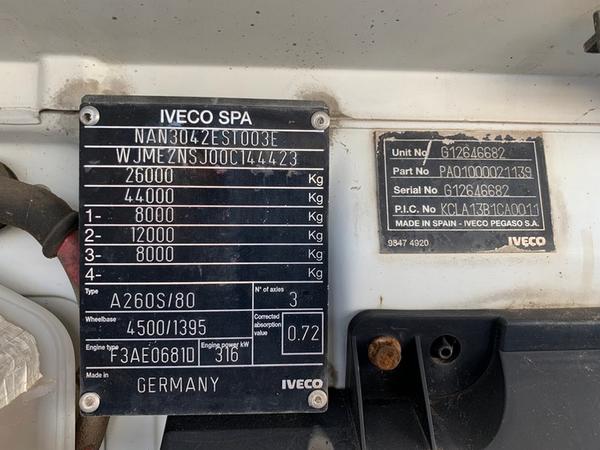 IVECO SPA
NAN3042EST003E
WJME2NSJ00C144423
26000 Kg
44000 Kg
1- 8000 Kg
2- 12000 Kg
3- 8000 Kg
4- Kg
Type A260S/80 N° of axles 3
Wheelbase 4500/1395 Corrected absorption value 0.72
Engine type F3AE0681D Engine power kW 316
Made in GERMANY IVECO
Unit No G12646682
Part No PA01000021139
Serial No G12646682
P.I.C. No KCLA13B1CA0011
MADE IN SPAIN - IVECO PEGASO S.A.
9847 4920 IVECO